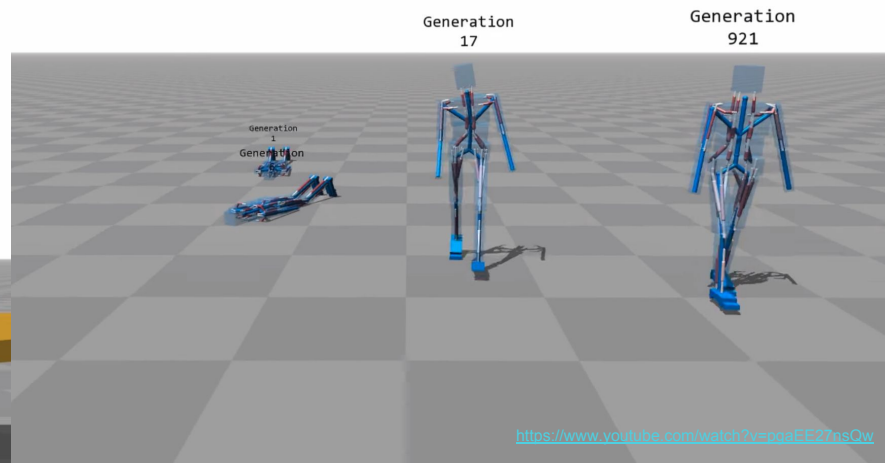 Generation
17
Generation
921
Generation
1
Generation
https://www.youtube.com/watch?v=pgaEE27nsQw